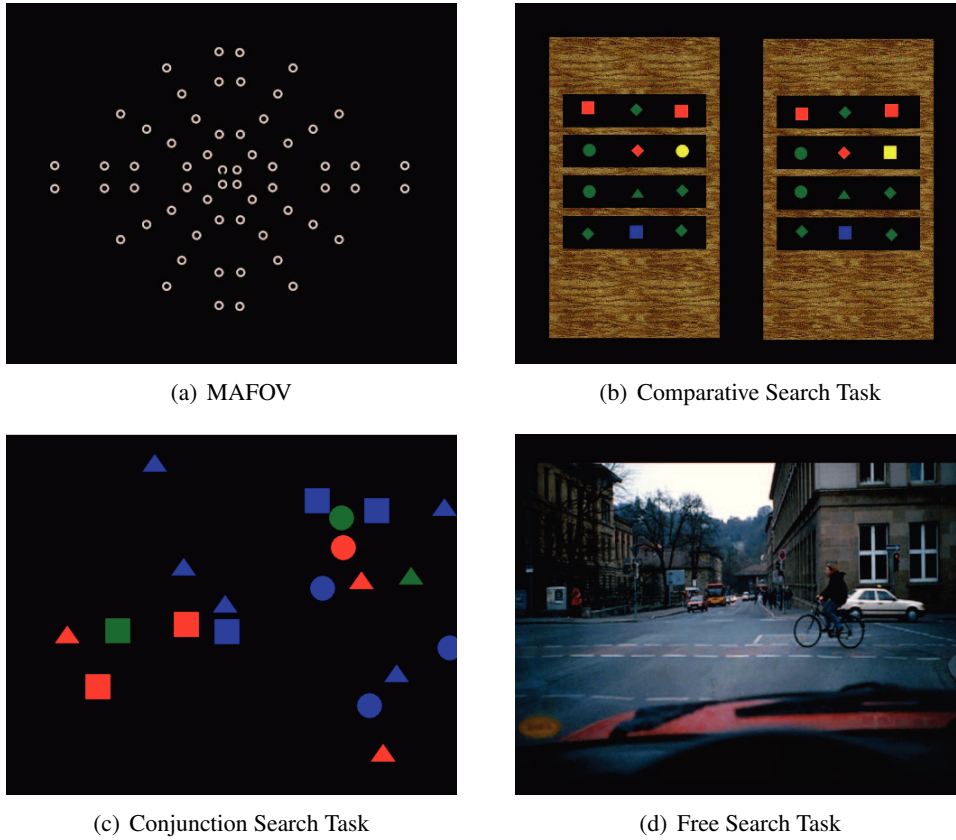 (a) MAFOV
(b) Comparative Search Task
(c) Conjunction Search Task
(d) Free Search Task